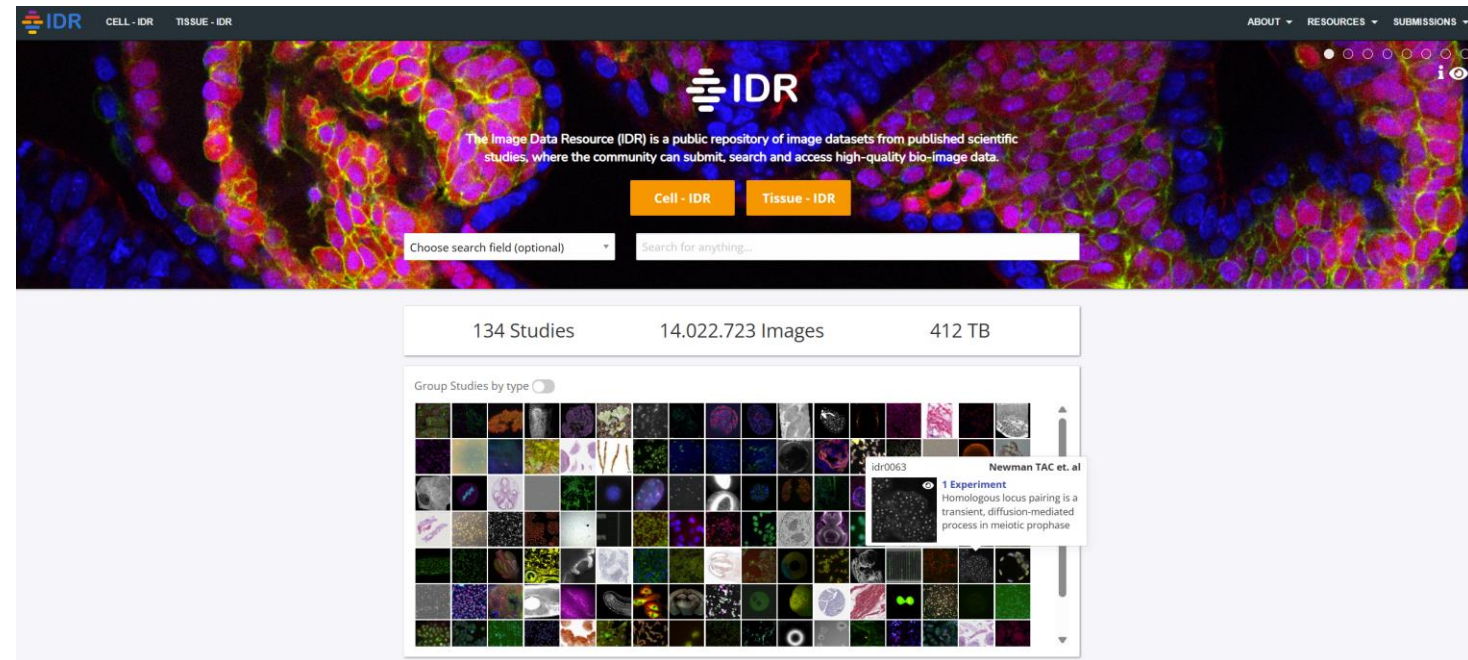 IDR CELL - IDR TISSUE - IDR ABOUT RESOURCES SUBMISSIONS
IDR
The Image Data Resource (IDR) is a public repository of image datasets from published scientific
studies, where the community can submit, search and access high-quality bio-image data.
Cell - IDR Tissue - IDR
Choose search field (optional) Search for anything...
134 Studies 14.022.723 Images 412 TB
Group Studies by type
idr0063 Newman TAC et. al
1 Experiment
Homologous locus pairing is a
transient, diffusion-mediated
process in meiotic prophase